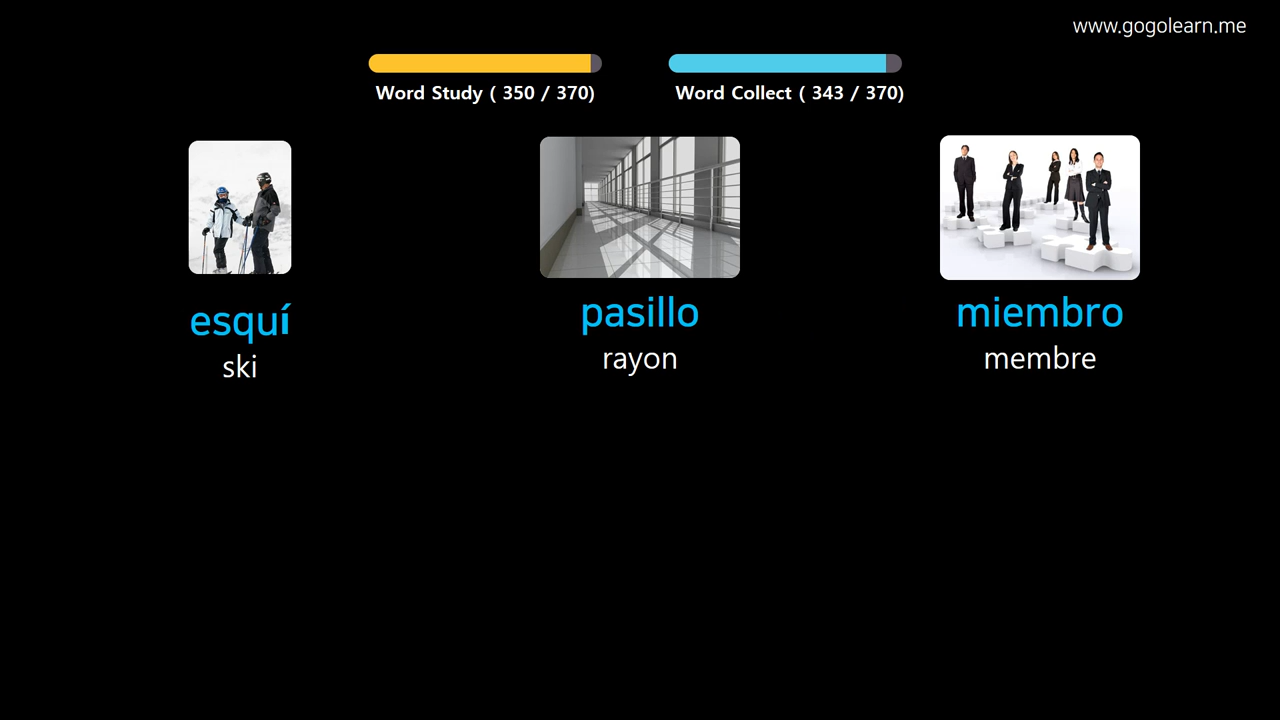 www.gogolearn.me
Word Study ( 350 / 370)
Word Collect ( 343 / 370)
esquí
ski
pasillo
rayon
miembro
membre